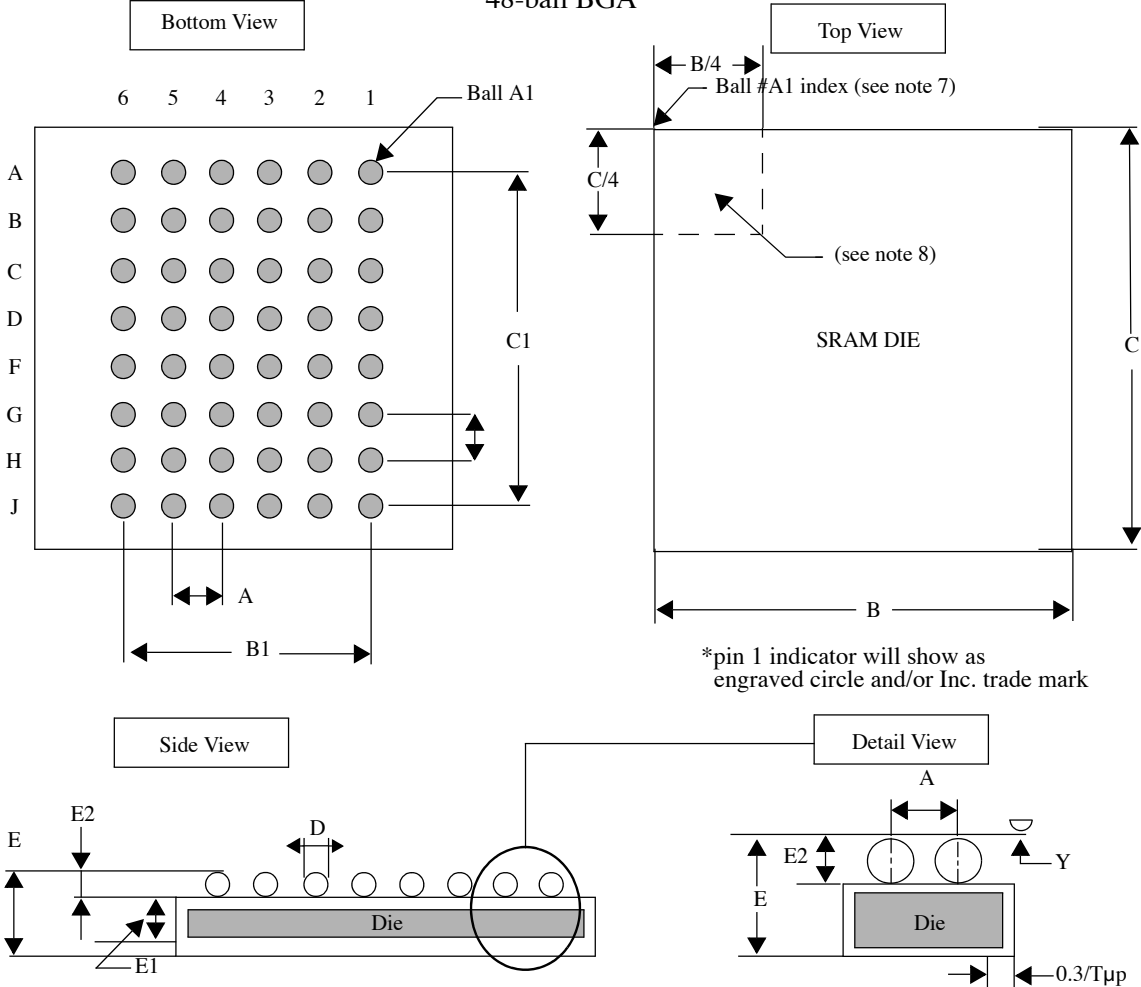 48-ball BGA
Bottom View
Top View
B/4
Ball #A1 index (see note 7)
6 5 4 3 2 1
Ball A1
A
B
C
D
F
G
H
J
C1
A
B1
C/4
(see note 8)
SRAM DIE
C
B
*pin 1 indicator will show as
engraved circle and/or Inc. trade mark
Side View
E2
E
D
Die
E1
Detail View
A
E2
Y
E
Die
0.3/Tμp